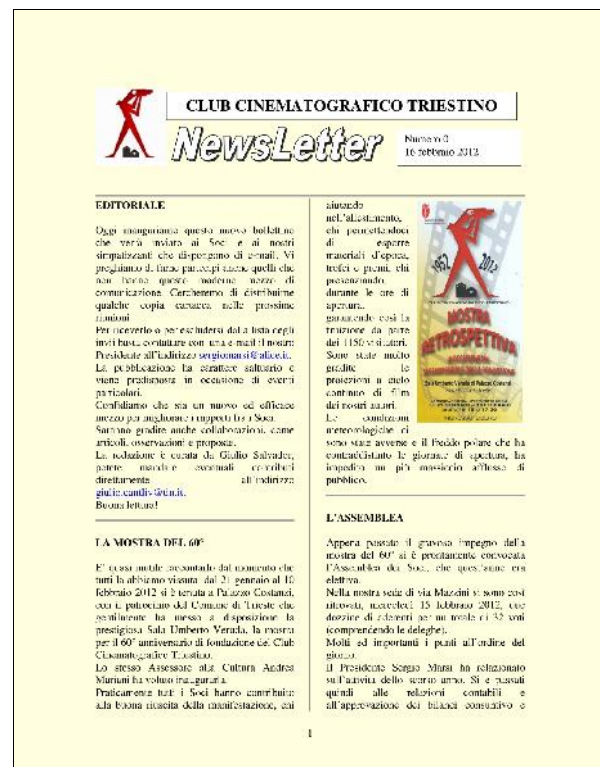 CLUB CINEMATOGRAFICO TRIESTINO
NewsLetter
Numero 0
16 febbraio 2012
EDITORIALE
Oggi inauguriamo questo nuovo bollettino
che verrà inviato ai Soci e ai nostri
simpatizzanti che dispongono di e-mail. Vi
preghiamo di farne partecipi anche quelli che
non hanno questo moderno mezzo di
comunicazione. Cercheremo di distribuirne
qualche copia cartacea nelle prossime
riunioni
Per riceverlo o per escludersi dalla lista degli
invii basta contattare con una e-mail il nostro
Presidente all'indirizzo sergiomarsi@alice.it.
La pubblicazione ha carattere saltuario e
viene predisposta in occasione di eventi
particolari.
Confidiamo che sia un nuovo ed efficace
mezzo per migliorare i rapporti fra i Soci.
Saranno gradite anche collaborazioni, come
articoli, osservazioni e proposte.
La redazione è curata da Giulio Salvador,
potete mandare eventuali contributi
direttamente all'indirizzo
Buona lettura!
LA MOSTRA DEL 60°
E' quasi inutile raccontarlo dal momento che
tutti la abbiamo vissuta: dal 21 gennaio al 10
febbraio 2012 si è tenuta a Palazzo Costanzi,
con il patrocinio del Comune di Trieste che
gentilmente ha messo a disposizione la
prestigiosa Sala Umberto Veruda, la mostra
per il 60° anniversario di fondazione del Club
Cinematografico Triestino.
Lo stesso Assessore alla Cultura Andrea
Mariani ha voluto inaugurarla.
Praticamente tutti i Soci hanno contribuito
alla buona riuscita della manifestazione, chi
aiutando
nell'allestimento,
chi permettendoci
di esporre
materiali d'epoca,
trofei e premi, chi
presenziando
durante le ore di
apertura,
garantendo così la
fruizione da parte
dei 1150 visitatori.
Sono state molto
gradite le
proiezioni a ciclo
continuo di film
dei nostri autori.
Le condizioni
meteorologiche ci
sono state avverse e il freddo polare che ha
contraddistinto le giornate di apertura, ha
impedito un più massiccio afflusso di
pubblico.
1952 2012
CLUB CINEMATOGRAFICO TRIESTINO
MOSTRA
RETROSPETTIVA
Sala Umberto Veruda di Palazzo Costanzi
L'ASSEMBLEA
Appena passato il gravoso impegno della
mostra del 60° si è prontamente convocata
l'Assemblea dei Soci, che quest'anno era
elettiva.
Nella nostra sede di via Mazzini si sono così
ritrovati, mercoledì 15 febbraio 2012, due
dozzine di aderenti per un totale di 32 voti
(comprendendo le deleghe).
Molti ed importanti i punti all'ordine del
giorno.
Il Presidente Sergio Marsi ha relazionato
sull'attività dello scorso anno. Si è passati
quindi alle relazioni contabili e
all'approvazione dei bilanci consuntivo e
1